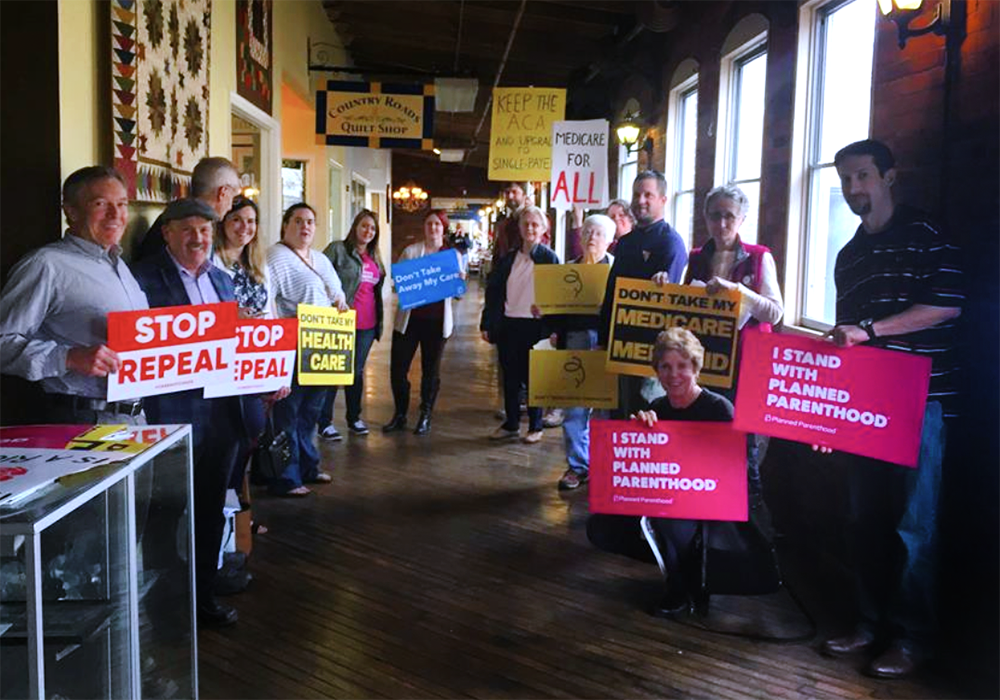 COUNTRY ROADS
QUILT SHOP
KEEP THE
ACA
AND UPGRADE
TO
SINGLE-PAYER
MEDICARE
FOR
ALL
Don't Take
Away My Care
STOP
REPEAL
STOP
REPEAL
DON'T TAKE MY
HEALTH
CARE
DON'T TAKE MY
MEDICARE
MEDICAID
I STAND
WITH
PLANNED
PARENTHOOD
Planned Parenthood
I STAND
WITH
PLANNED
PARENTHOOD
Planned Parenthood
IS A RIGHT